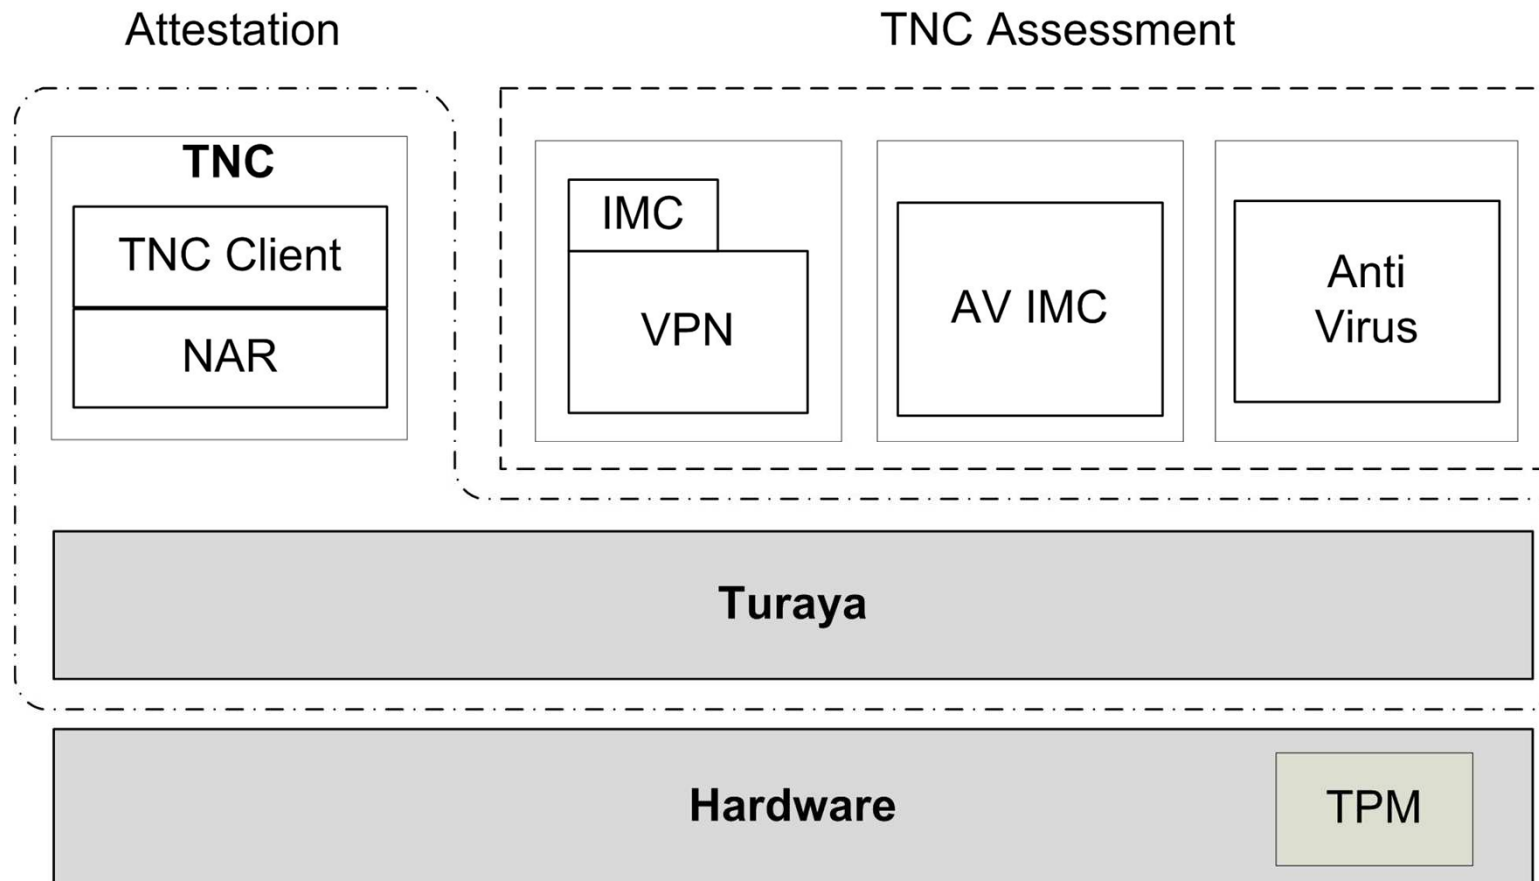 Attestation
TNC Assessment
TNC
TNC Client
NAR
IMC
VPN
AV IMC
Anti
Virus
Turaya
Hardware
TPM